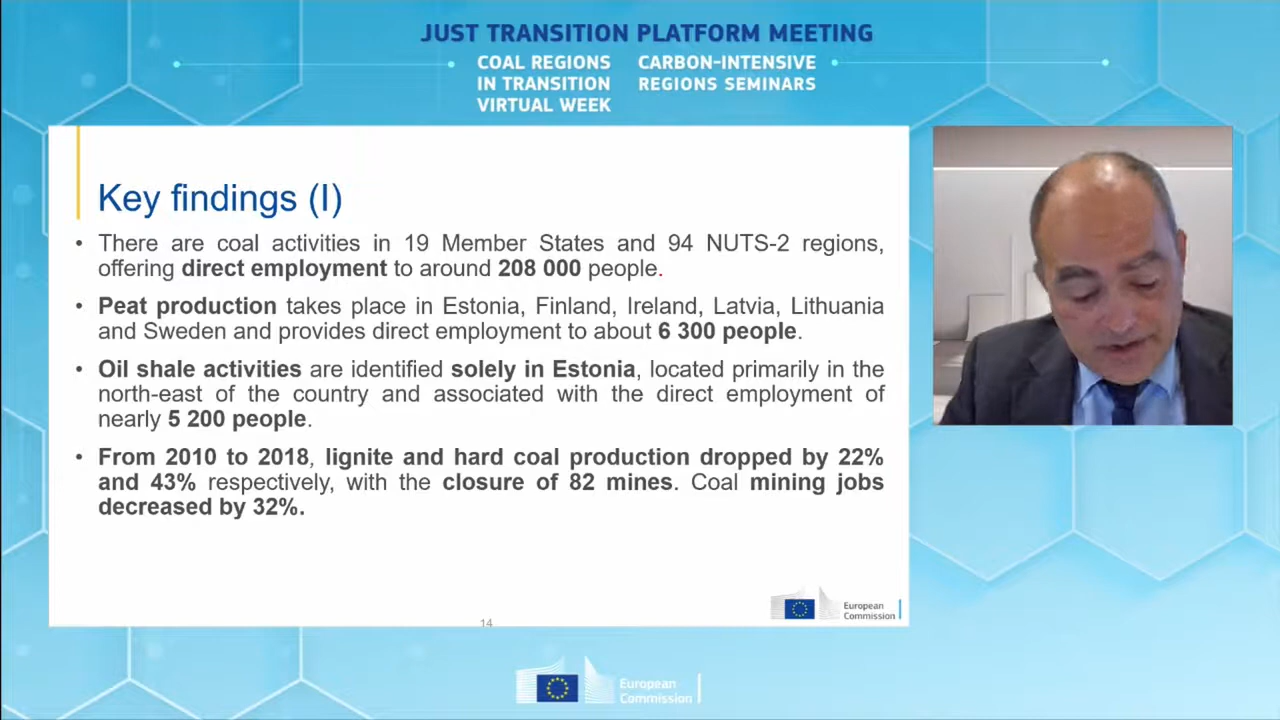 JUST TRANSITION PLATFORM MEETING
COAL REGIONS
IN TRANSITION
VIRTUAL WEEK
CARBON-INTENSIVE
REGIONS SEMINARS
Key findings (I)
• There are coal activities in 19 Member States and 94 NUTS-2 regions,
offering direct employment to around 208 000 people.
• Peat production takes place in Estonia, Finland, Ireland, Latvia, Lithuania
and Sweden and provides direct employment to about 6 300 people.
• Oil shale activities are identified solely in Estonia, located primarily in the
north-east of the country and associated with the direct employment of
nearly 5 200 people.
• From 2010 to 2018, lignite and hard coal production dropped by 22%
and 43% respectively, with the closure of 82 mines. Coal mining jobs
decreased by 32%.
European
Commission
14
European
Commission